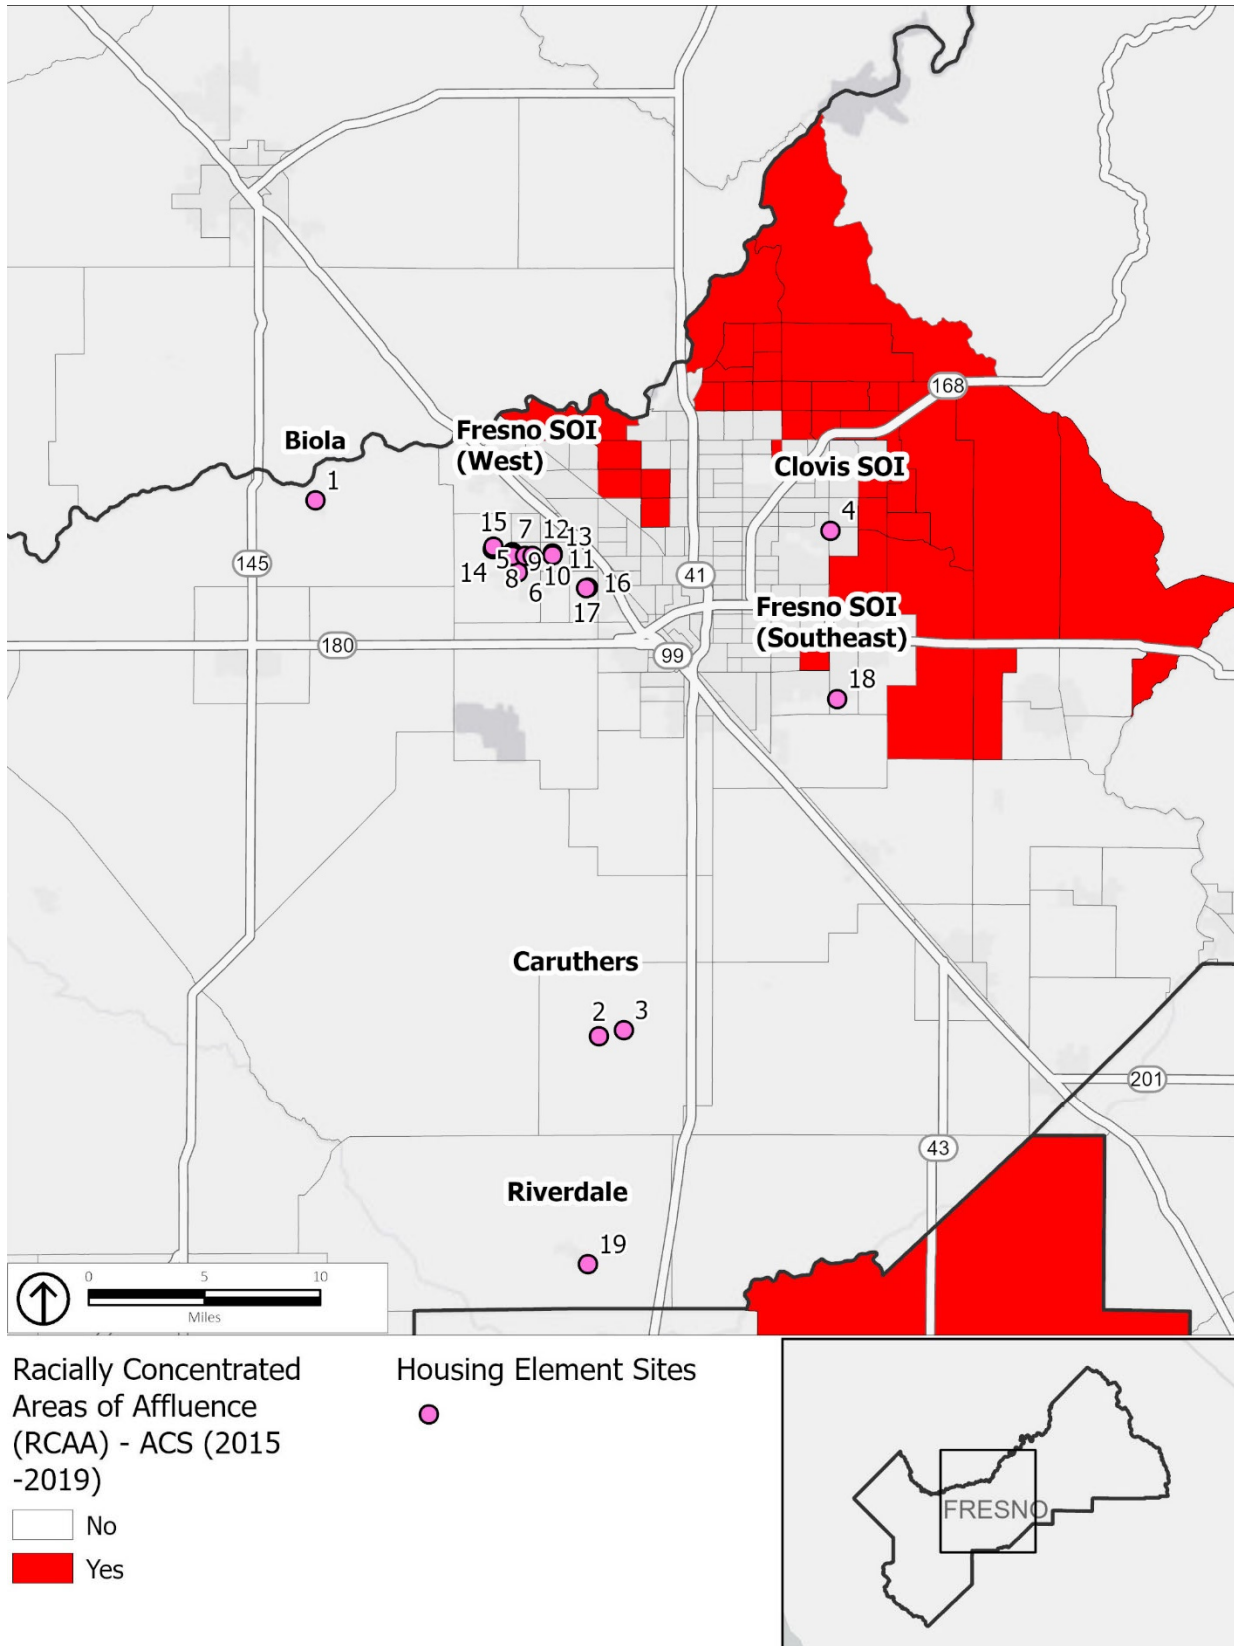 168
Fresno SOI
(West)
Biola
1
Clovis SOI
4
15
7
12
13
5
9
11
14
8
10
6
16
17
145
41
Fresno SOI
(Southeast)
180
99
18
Caruthers
2
3
201
43
Riverdale
19
0
5
10
Miles
Racially Concentrated
Areas of Affluence
(RCAA) - ACS (2015
-2019)
No
Yes
Housing Element Sites
FRESNO